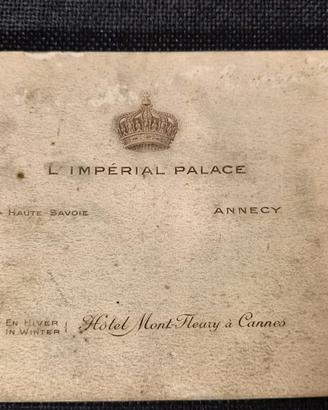 L'IMPÉRIAL PALACE
HAUTE-SAVOIE ANNECY
EN HIVER
IN WINTER { Hôtel Mont-Fleury à Cannes